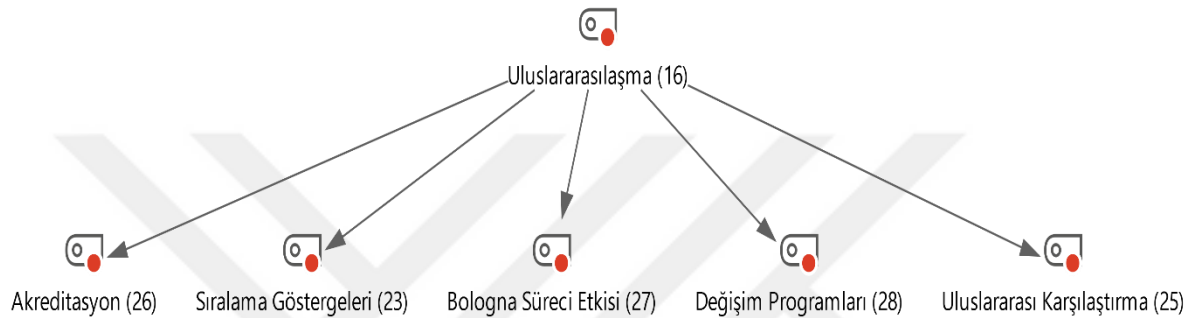 Uluslararasılaşma (16)
Akreditasyon (26)
Sıralama Göstergeleri (23)
Bologna Süreci Etkisi (27)
Değişim Programları (28)
Uluslararası Karşılaştırma (25)